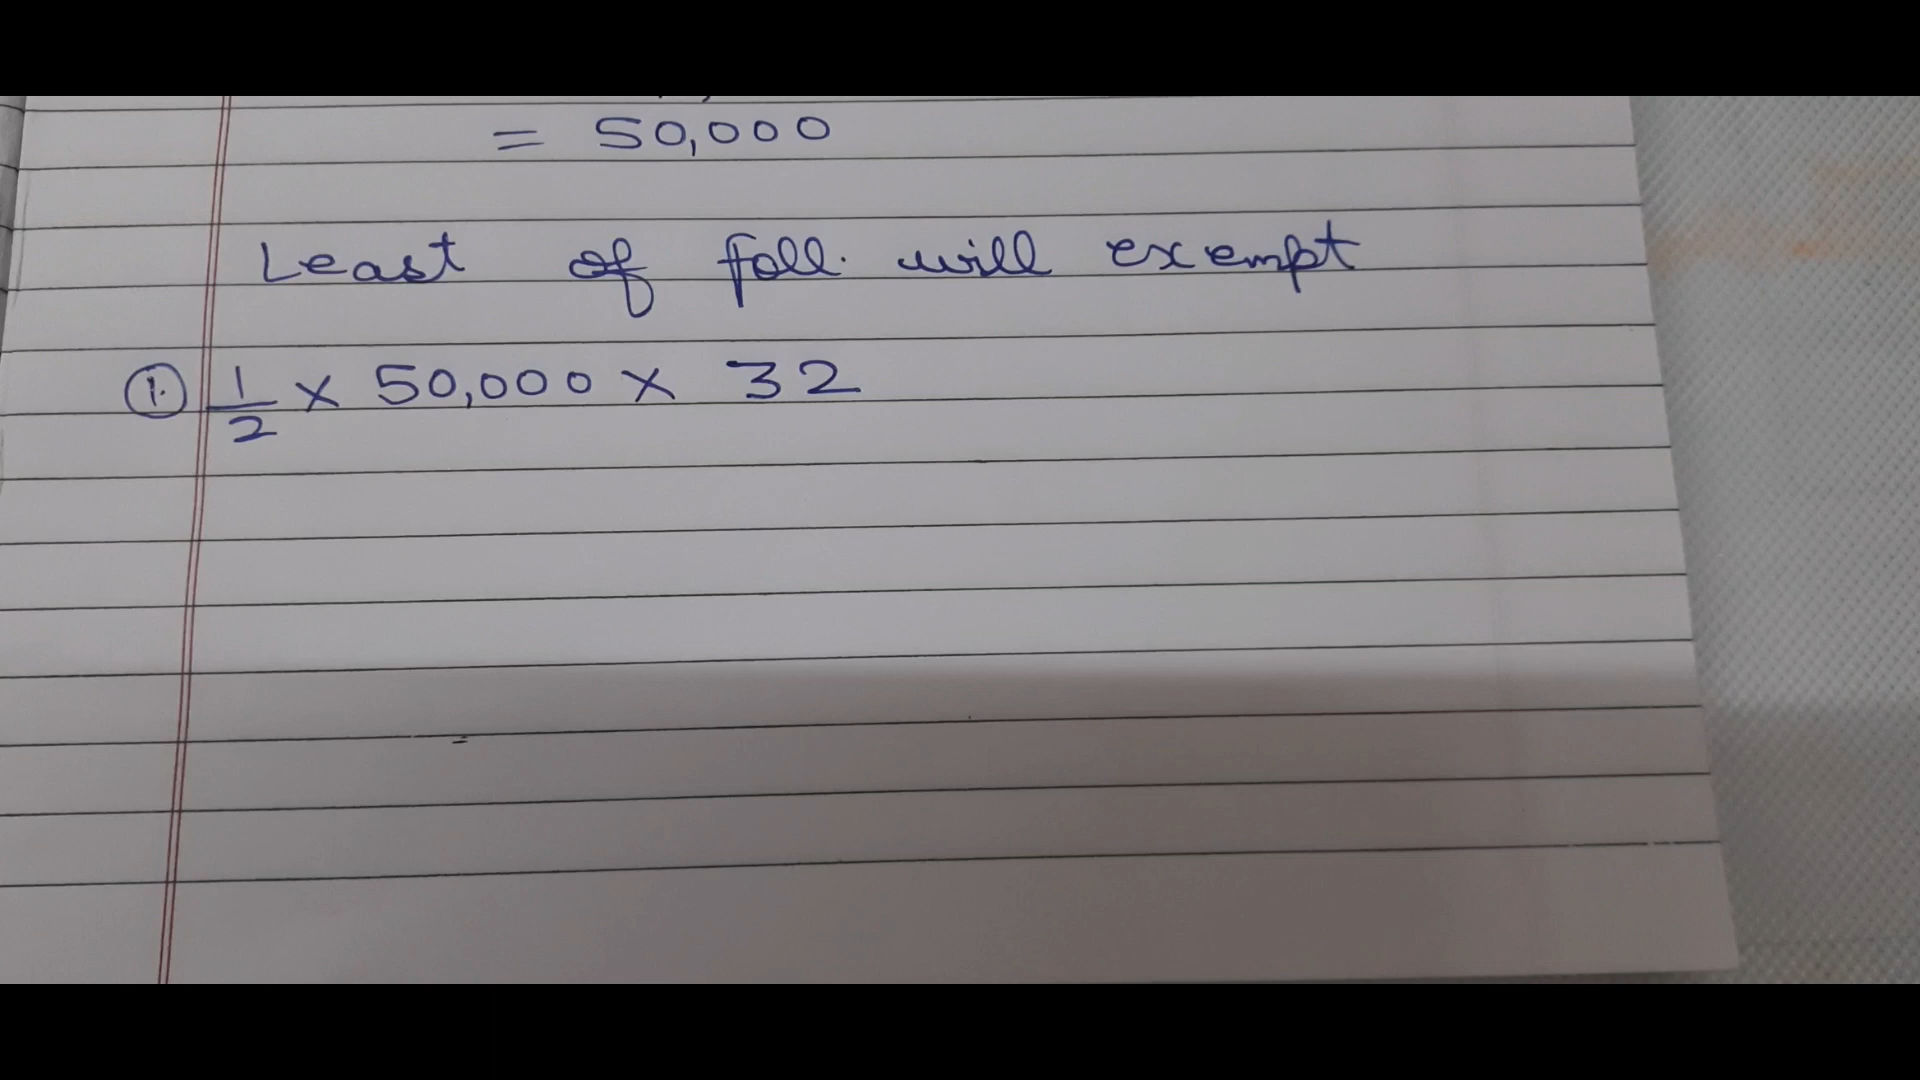 = 50,000
Least of foll. will exempt
1. 1/2 × 50,000 × 32